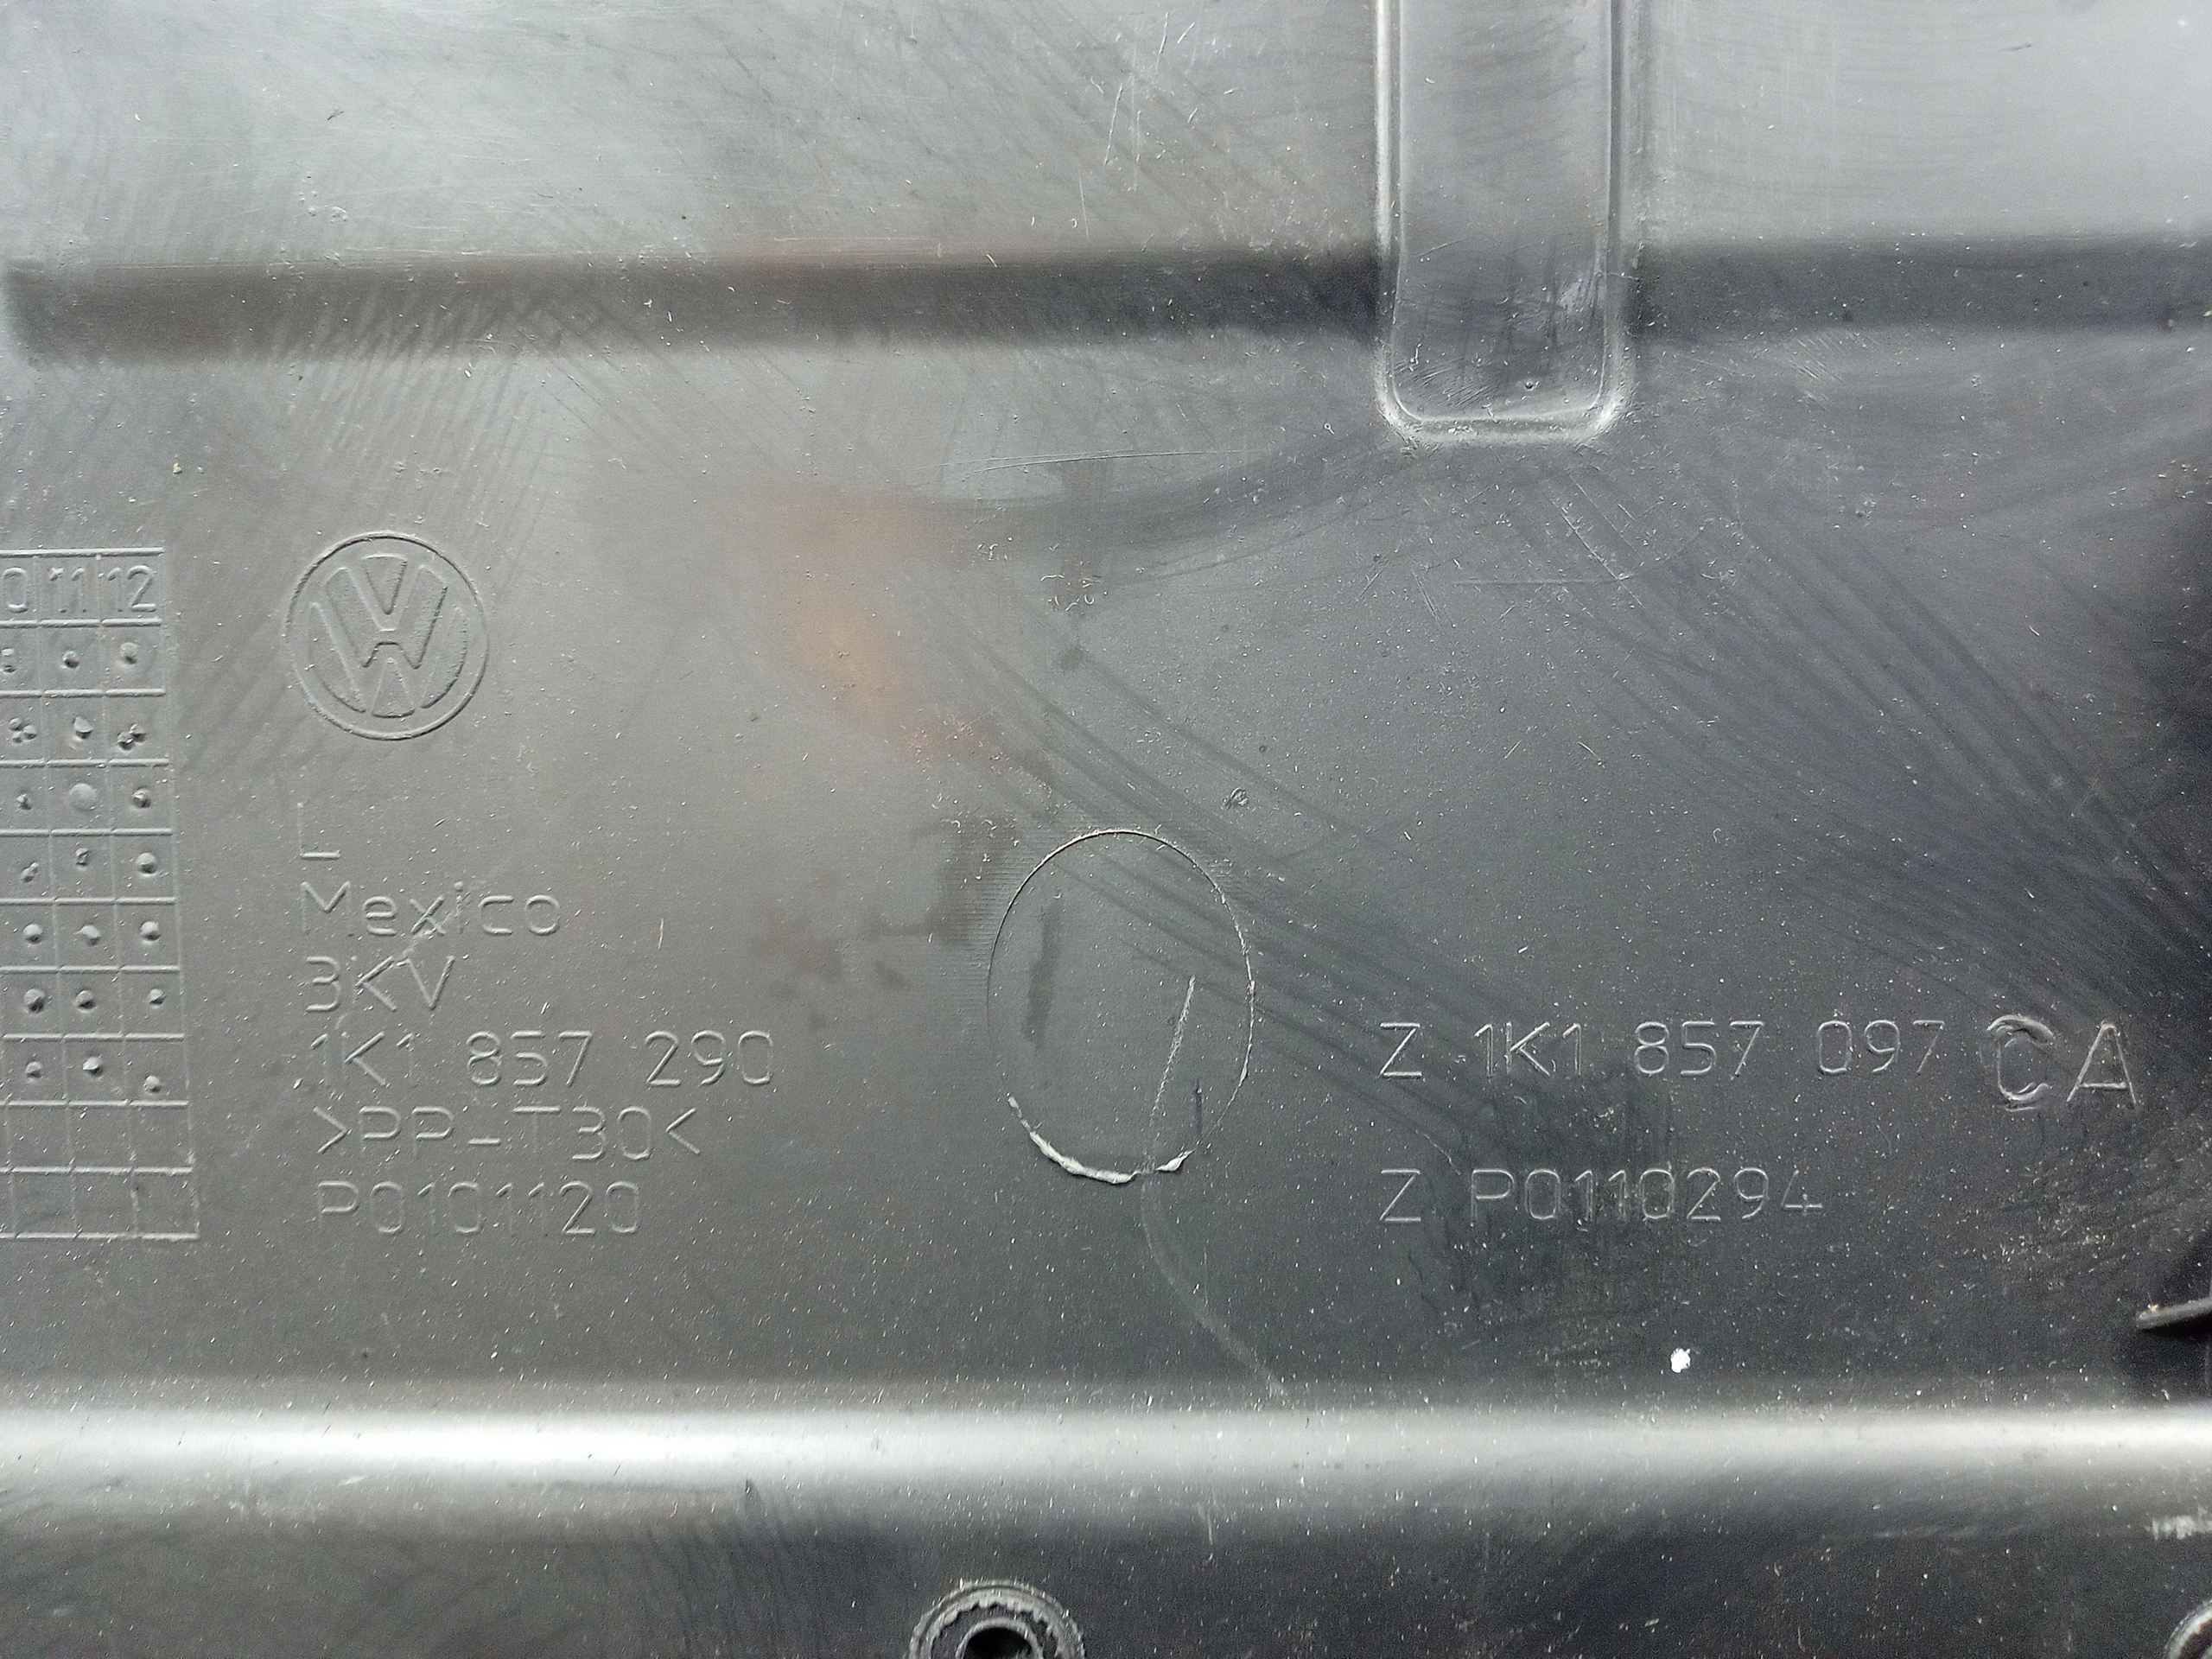 0 11 12
L
Mexico
3KV
1K1 857 290
>PP-T30<
P0101120
Z 1K1 857 097 CA
Z P0110294